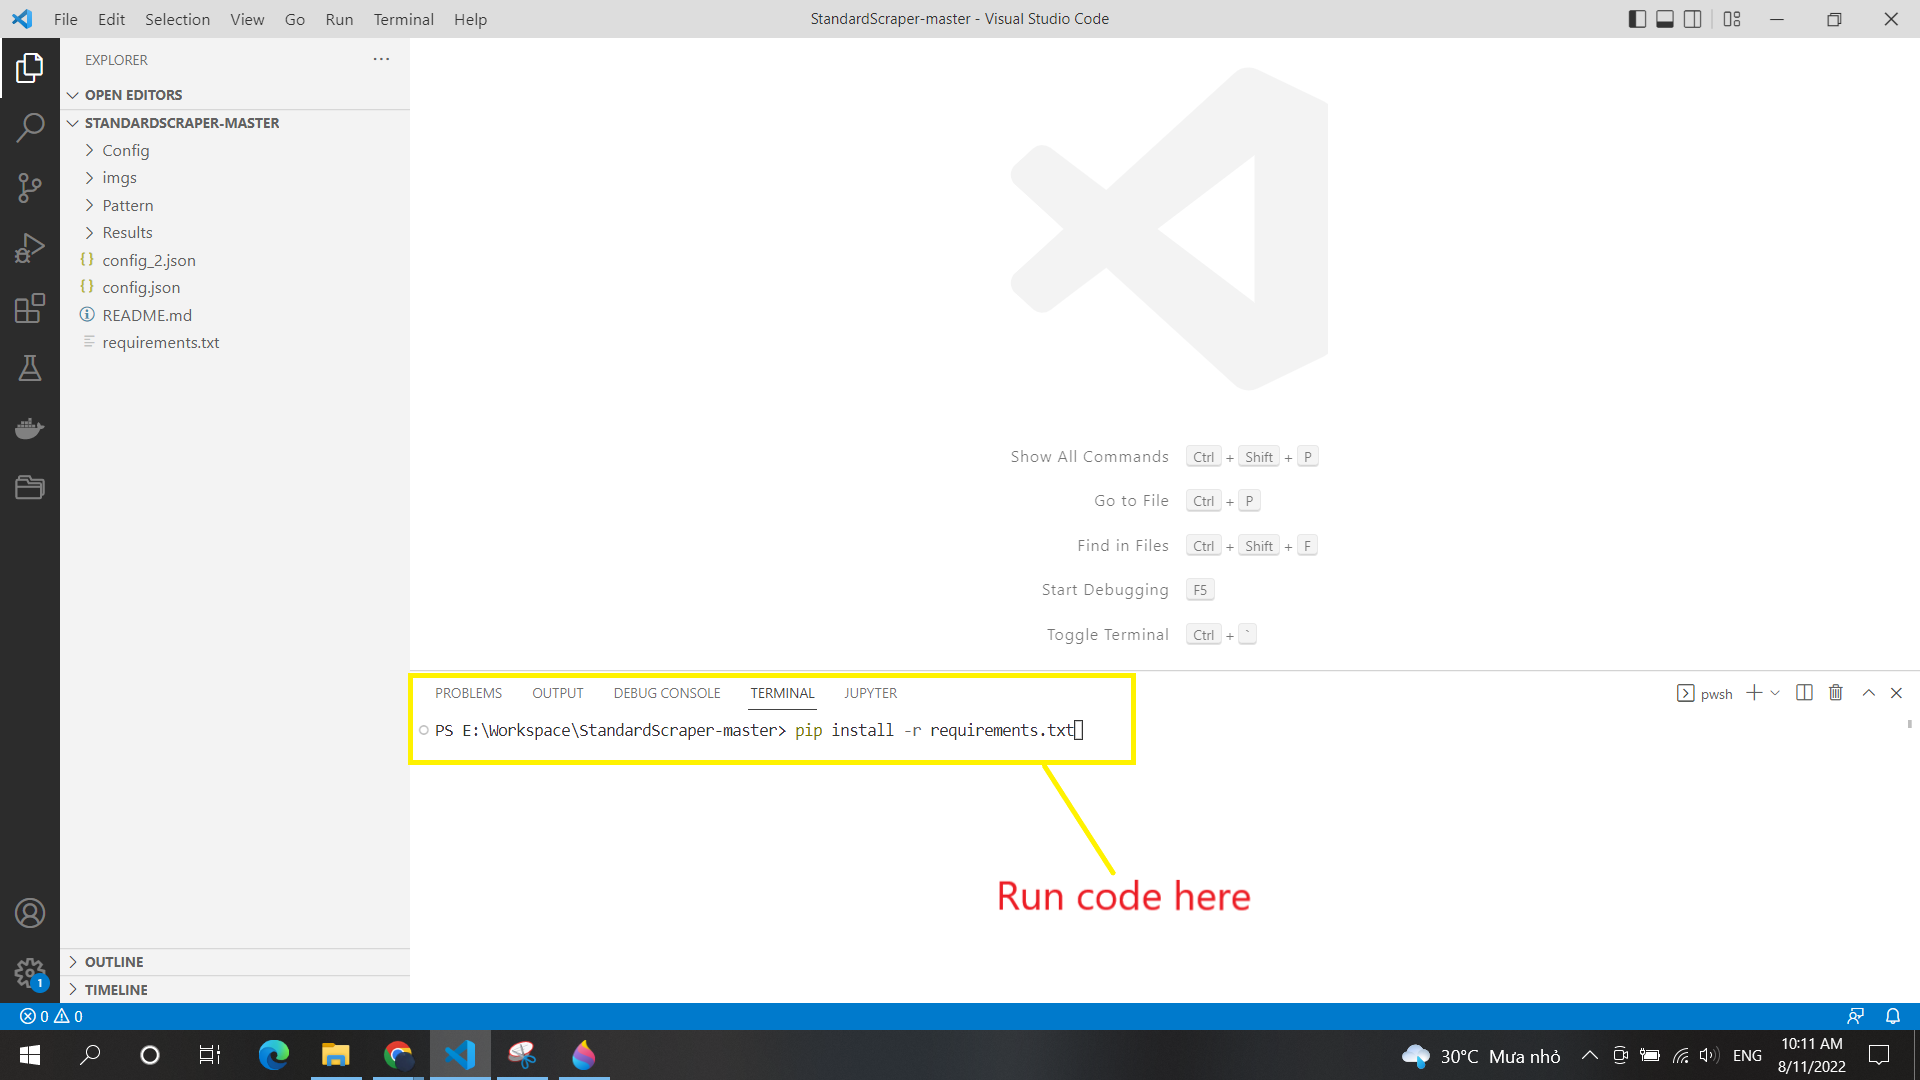 File Edit Selection View Go Run Terminal Help
StandardScraper-master - Visual Studio Code
EXPLORER
OPEN EDITORS
STANDARDSCRAPER-MASTER
Config
imgs
Pattern
Results
{} config_2.json
{} config.json
README.md
requirements.txt
Show All Commands Ctrl + Shift + P
Go to File Ctrl + P
Find in Files Ctrl + Shift + F
Start Debugging F5
Toggle Terminal Ctrl + `
PROBLEMS OUTPUT DEBUG CONSOLE TERMINAL JUPYTER
pwsh
PS E:\Workspace\StandardScraper-master> pip install -r requirements.txt
Run code here
OUTLINE
1
TIMELINE
0 0
30°C Mưa nhỏ
ENG
10:11 AM
8/11/2022